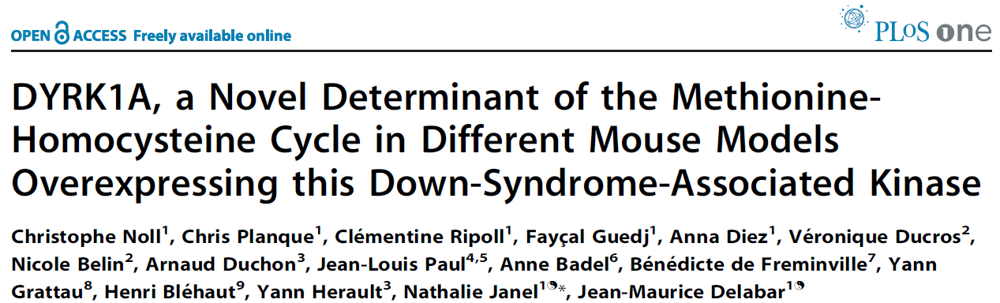 OPEN ACCESS Freely available online
PLoS one
DYRK1A, a Novel Determinant of the Methionine-
Homocysteine Cycle in Different Mouse Models
Overexpressing this Down-Syndrome-Associated Kinase
Christophe Noll1, Chris Planque1, Clémentine Ripoll1, Fayçal Guedj1, Anna Diez1, Véronique Ducros2,
Nicole Belin2, Arnaud Duchon3, Jean-Louis Paul4,5, Anne Badel6, Bénédicte de Freminville7, Yann
Grattau8, Henri Bléhaut9, Yann Herault3, Nathalie Janel1*, Jean-Maurice Delabar1